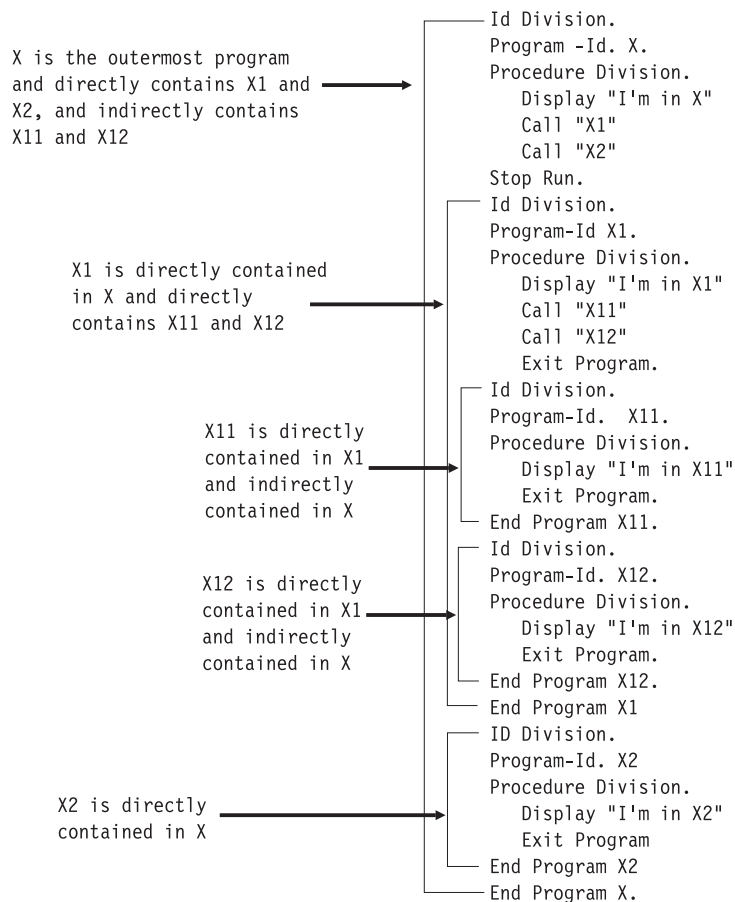 Id Division.
Program -Id. X.
X is the outermost program
and directly contains X1 and
X2, and indirectly contains
X11 and X12
Procedure Division.
Display "I'm in X"
Call "X1"
Call "X2"
Stop Run.
Id Division.
Program-Id X1.
Procedure Division.
X1 is directly contained
in X and directly
contains X11 and X12
Display "I'm in X1"
Call "X11"
Call "X12"
Exit Program.
Id Division.
Program-Id. X11.
X11 is directly
contained in X1
and indirectly
contained in X
Procedure Division.
Display "I'm in X11"
Exit Program.
End Program X11.
Id Division.
Program-Id. X12.
X12 is directly
contained in X1
and indirectly
contained in X
Procedure Division.
Display "I'm in X12"
Exit Program.
End Program X12.
End Program X1
ID Division.
Program-Id. X2
Procedure Division.
X2 is directly
contained in X
Display "I'm in X2"
Exit Program
End Program X2
End Program X.